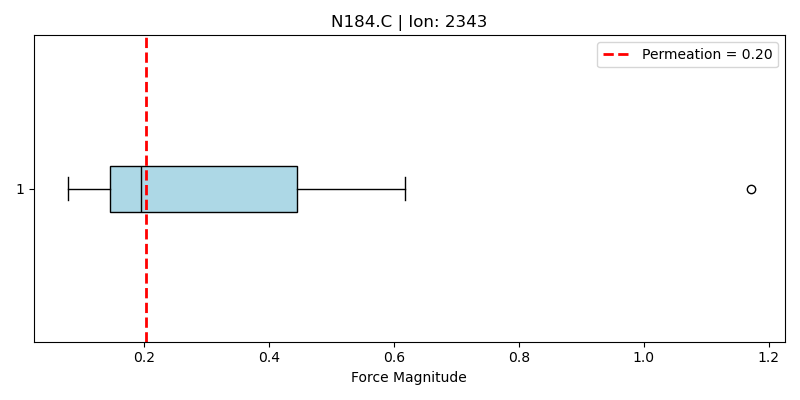 N184.C | Ion: 2343
Permeation = 0.20
1
0.2 0.4 0.6 0.8 1.0 1.2
Force Magnitude